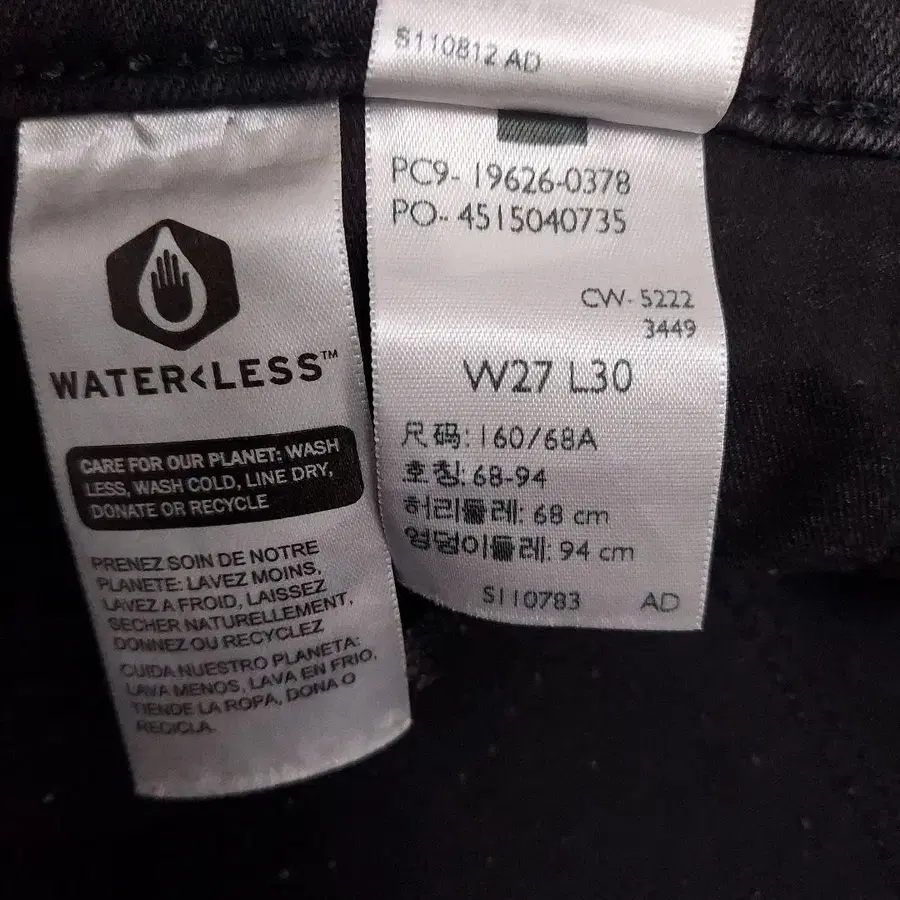 S110812 AD
WATER<LESS™
CARE FOR OUR PLANET: WASH
LESS, WASH COLD, LINE DRY,
DONATE OR RECYCLE
PRENEZ SOIN DE NOTRE
PLANETE: LAVEZ MOINS,
LAVEZ A FROID, LAISSEZ
SECHER NATURELLEMENT,
DONNEZ OU RECYCLEZ
CUIDA NUESTRO PLANETA:
LAVA MENOS, LAVA EN FRIO,
TIENDE LA ROPA, DONA O
RECICLA.
PC9- 19626-0378
PO- 4515040735
CW- 5222
3449
W27 L30
尺码: 160/68A
호칭: 68-94
허리둘레: 68 cm
엉덩이둘레: 94 cm
S110783 AD